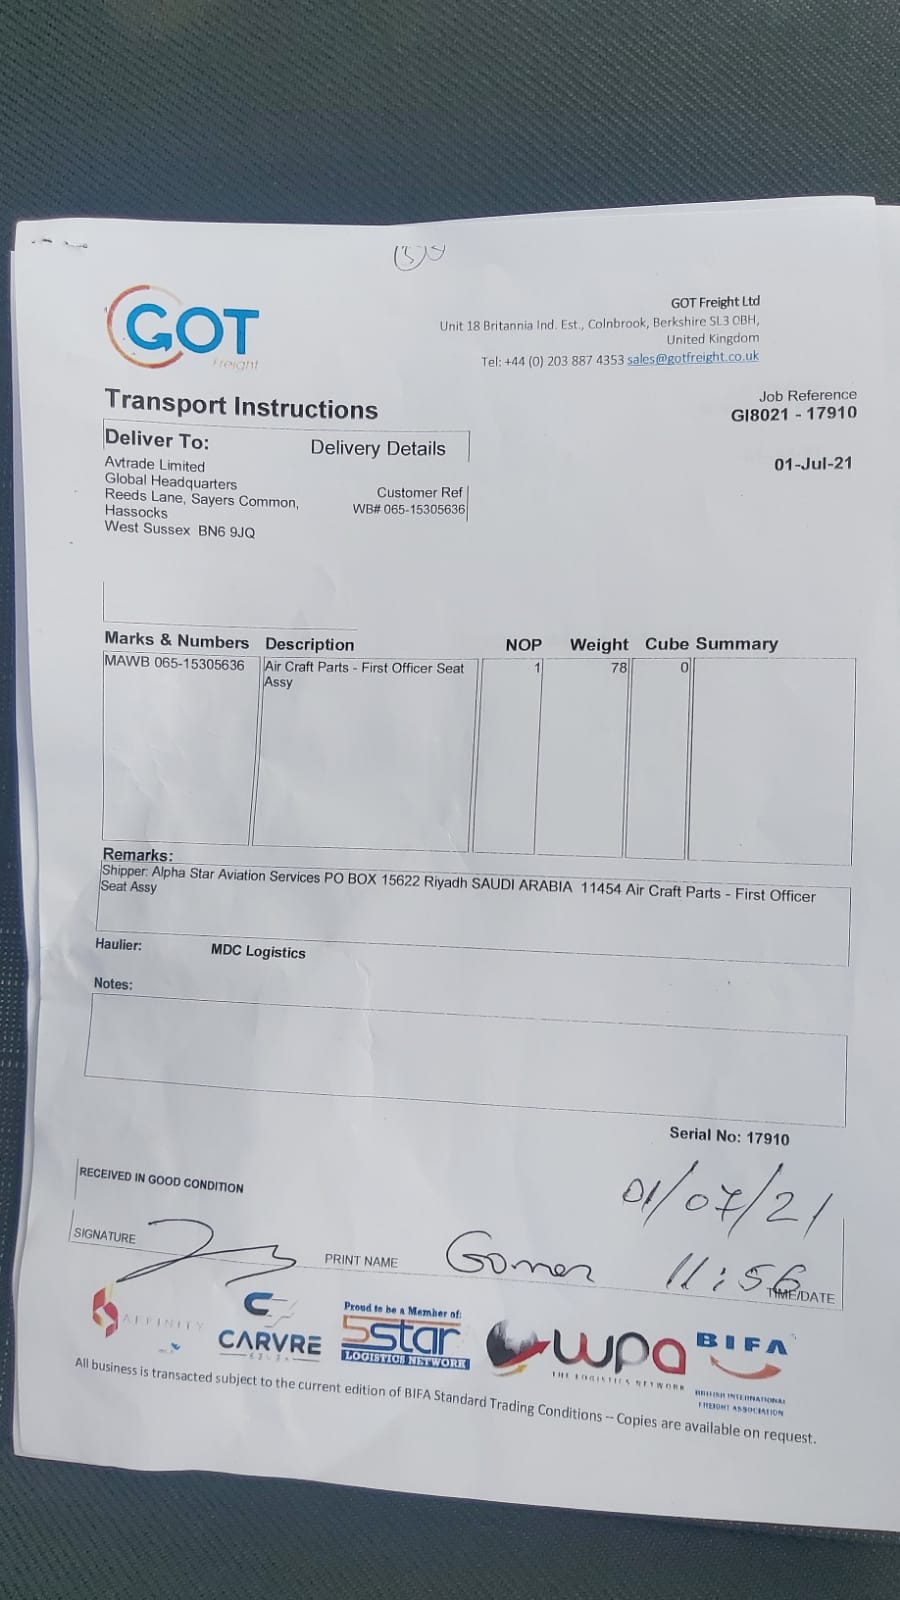 GOT
Freight
GOT Freight Ltd
Unit 18 Britannia Ind. Est., Colnbrook, Berkshire SL3 0BH,
United Kingdom
Tel: +44 (0) 203 887 4353 sales@gotfreight.co.uk
Transport Instructions
Job Reference
GI8021 - 17910
01-Jul-21
Deliver To:
Delivery Details
Avtrade Limited
Global Headquarters
Reeds Lane, Sayers Common,
Hassocks
West Sussex BN6 9JQ
Customer Ref
WB# 065-15305636
Marks & Numbers Description NOP Weight Cube Summary
MAWB 065-15305636 Air Craft Parts - First Officer Seat 1 78 0
Assy
Remarks:
Shipper: Alpha Star Aviation Services PO BOX 15622 Riyadh SAUDI ARABIA 11454 Air Craft Parts - First Officer
Seat Assy
Haulier: MDC Logistics
Notes:
Serial No: 17910
RECEIVED IN GOOD CONDITION
01/07/21
SIGNATURE
PRINT NAME
11:56
TIME/DATE
AFFINITY
CARVRE
Proud to be a Member of:
5star
LOGISTICS NETWORK
wpa
THE LOGISTICS NETWORK
BIFA
BRITISH INTERNATIONAL
FREIGHT ASSOCIATION
All business is transacted subject to the current edition of BIFA Standard Trading Conditions – Copies are available on request.